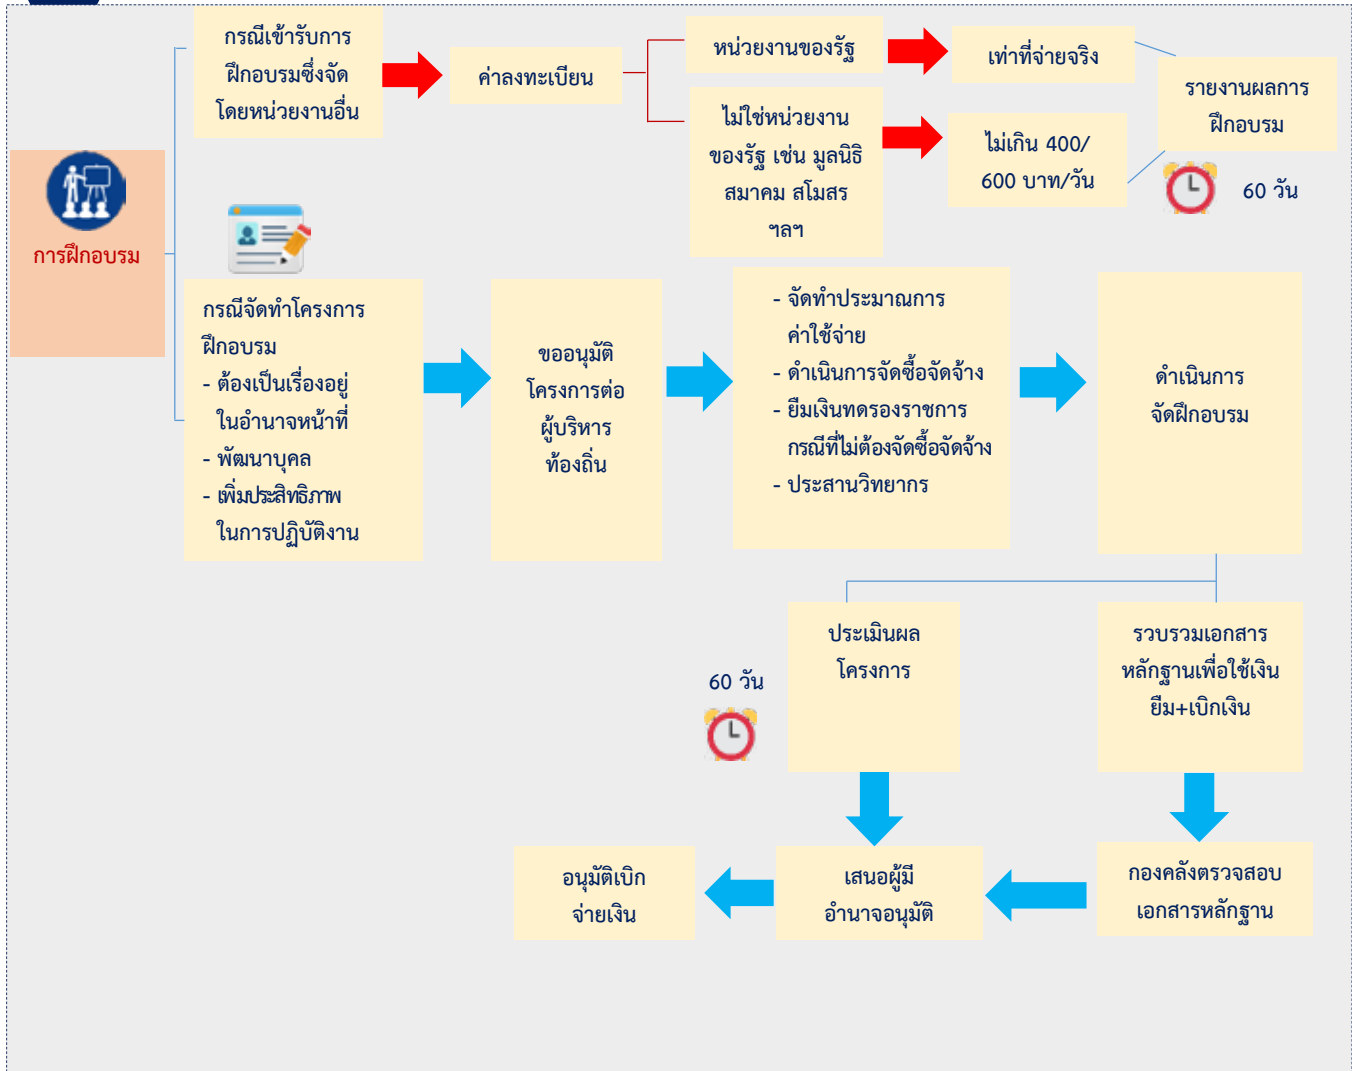 การฝึกอบรม
กรณีเข้ารับการ
ฝึกอบรมซึ่งจัด
โดยหน่วยงานอื่น
ค่าลงทะเบียน
หน่วยงานของรัฐ
เท่าที่จ่ายจริง
ไม่ใช่หน่วยงาน
ของรัฐ เช่น มูลนิธิ
สมาคม สโมสร
ฯลฯ
ไม่เกิน 400/
600 บาท/วัน
รายงานผลการ
ฝึกอบรม
60 วัน
กรณีจัดทำโครงการ
ฝึกอบรม
- ต้องเป็นเรื่องอยู่
ในอำนาจหน้าที่
- พัฒนาบุคล
- เพิ่มประสิทธิภาพ
ในการปฏิบัติงาน
ขออนุมัติ
โครงการต่อ
ผู้บริหาร
ท้องถิ่น
- จัดทำประมาณการ
ค่าใช้จ่าย
- ดำเนินการจัดซื้อจัดจ้าง
- ยืมเงินทดรองราชการ
กรณีที่ไม่ต้องจัดซื้อจัดจ้าง
- ประสานวิทยากร
ดำเนินการ
จัดฝึกอบรม
ประเมินผล
โครงการ
60 วัน
รวบรวมเอกสาร
หลักฐานเพื่อใช้เงิน
ยืม+เบิกเงิน
กองคลังตรวจสอบ
เอกสารหลักฐาน
เสนอผู้มี
อำนาจอนุมัติ
อนุมัติเบิก
จ่ายเงิน